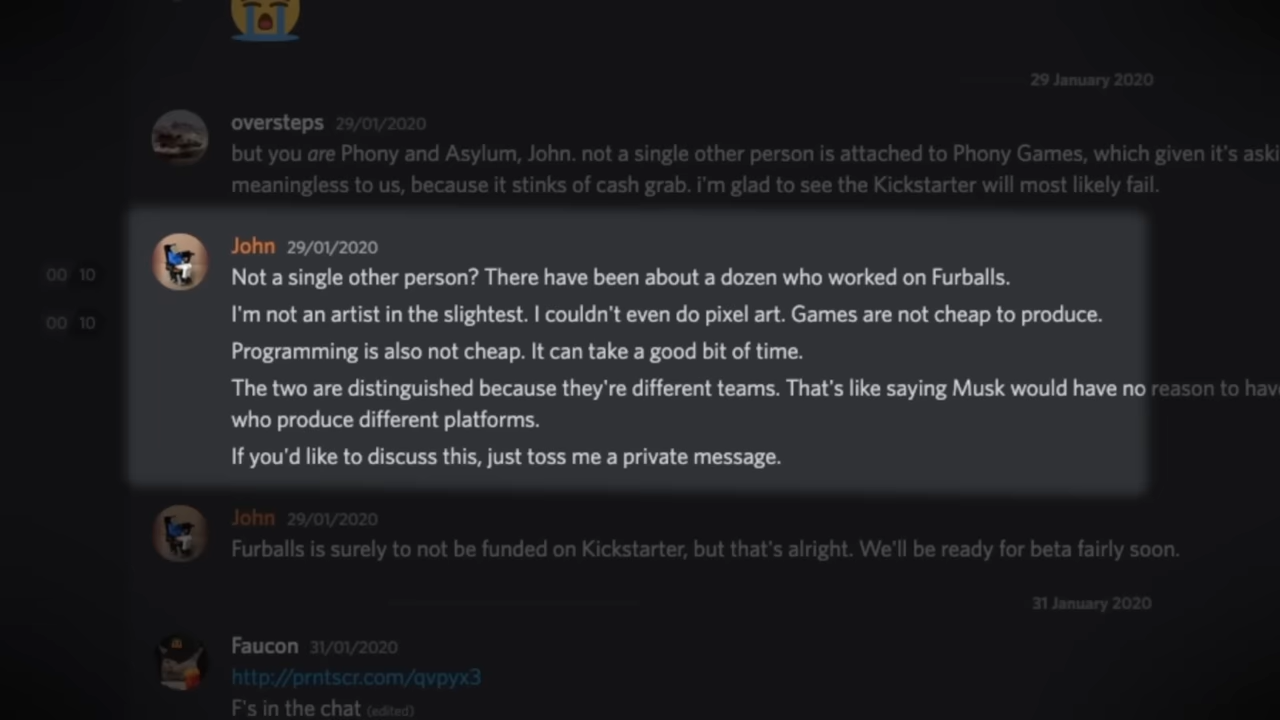 29 January 2020
oversteps 29/01/2020
but you are Phony and Asylum, John. not a single other person is attached to Phony Games, which given it's
meaningless to us, because it stinks of cash grab. i'm glad to see the Kickstarter will most likely fail.
John 29/01/2020
00 10
Not a single other person? There have been about a dozen who worked on Furballs.
00 10
I'm not an artist in the slightest. I couldn't even do pixel art. Games are not cheap to produce.
Programming is also not cheap. It can take a good bit of time.
The two are distinguished because they're different teams. That's like saying Musk would have no reason to
who produce different platforms.
If you'd like to discuss this, just toss me a private message.
John 29/01/2020
Furballs is surely to not be funded on Kickstarter, but that's alright. We'll be ready for beta fairly soon.
31 January 2020
Faucon 31/01/2020
http://prntscr.com/qvpyx3
F's in the chat (edited)